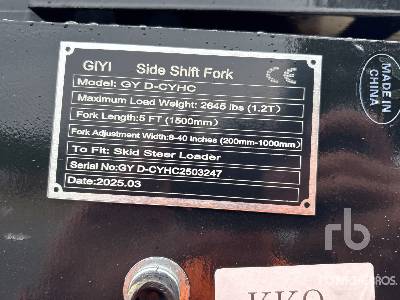 GIYI Side Shift Fork CE
Model: GY D-CYHC
Maximum Load Weight: 2645 lbs (1.2T)
Fork Length:5 FT (1500mm)
Fork Adjustment Width:8-40 inches (200mm-1000mm)
To Fit: Skid Steer Loader
Serial No:GY D-CYHC2503247
Date:2025.03
MADE IN
CHINA
rb
KKO